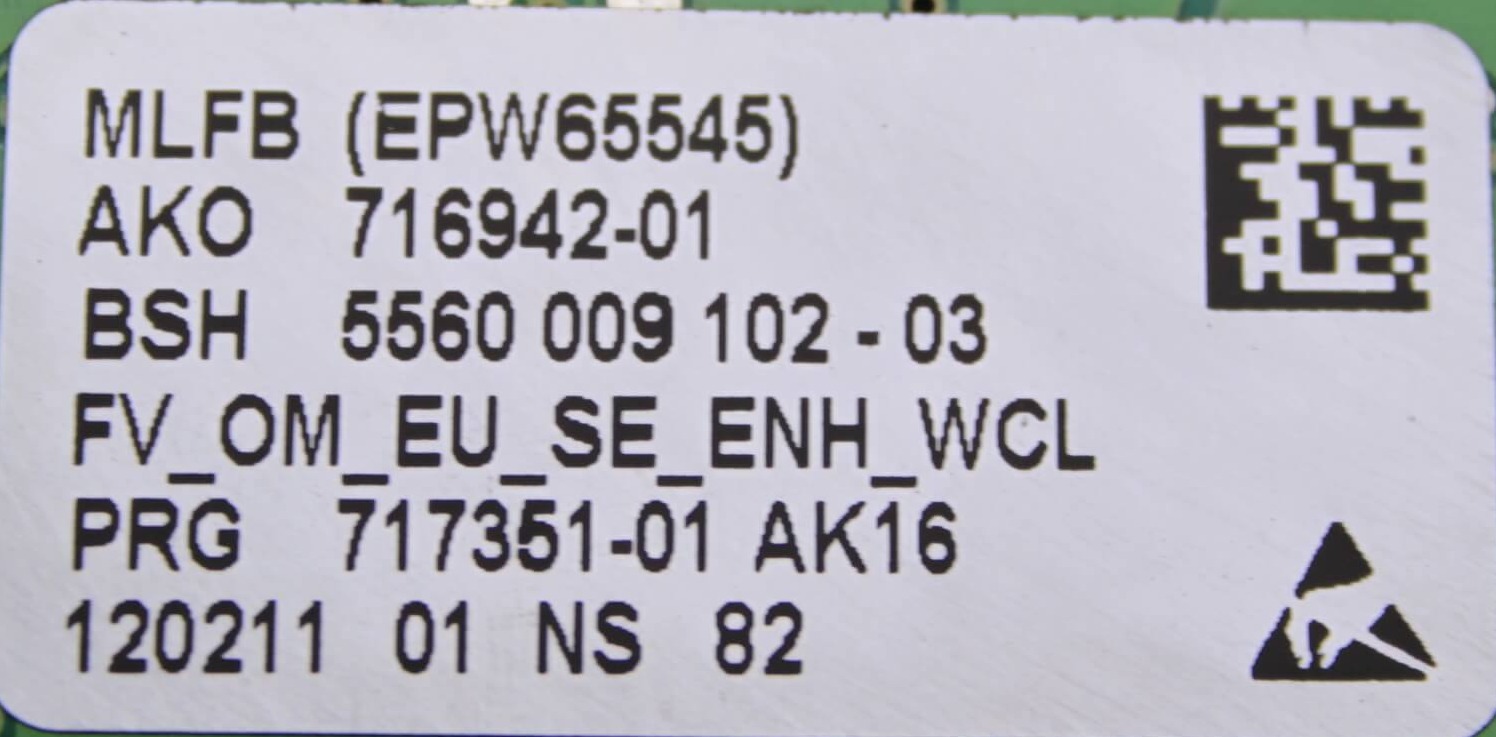 MLFB (EPW65545)
AKO 716942-01
BSH 5560 009 102 - 03
FV_OM_EU_SE_ENH_WCL
PRG 717351-01 AK16
120211 01 NS 82